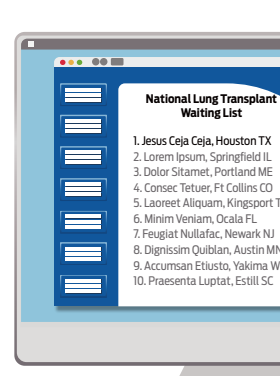 National Lung Transplant
Waiting List
1. Jesus Ceja Ceja, Houston TX
2. Lorem Ipsum, Springfield IL
3. Dolor Sitamet, Portland ME
4. Consec Tetuer, Ft Collins CO
5. Laoreet Aliquam, Kingsport T
6. Minim Veniam, Ocala FL
7. Feugiat Nullafac, Newark NJ
8. Dignissim Quiblan, Austin MN
9. Accumsan Etiusto, Yakima W
10. Praesenta Luptat, Estill SC